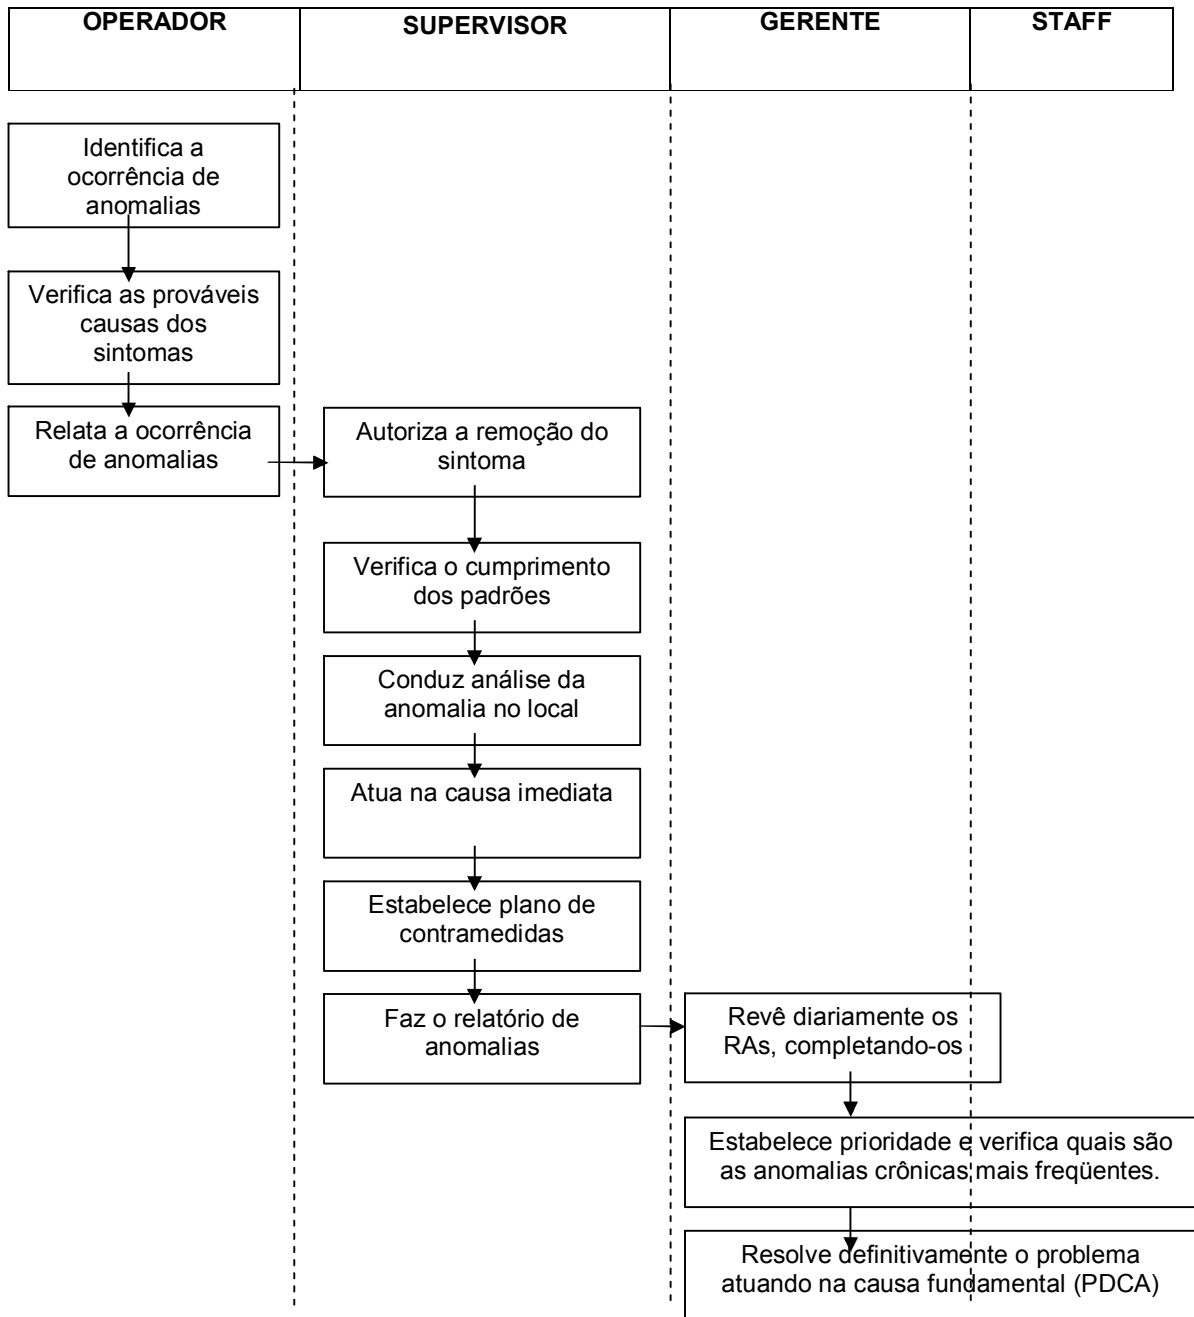 OPERADOR
SUPERVISOR
GERENTE
STAFF
Identifica a
ocorrência de
anomalias
Verifica as prováveis
causas dos
sintomas
Relata a ocorrência
de anomalias
Autoriza a remoção do
sintoma
Verifica o cumprimento
dos padrões
Conduz análise da
anomalia no local
Atua na causa imediata
Estabelece plano de
contramedidas
Faz o relatório de
anomalias
Revê diariamente os
RAs, completando-os
Estabelece prioridade e verifica quais são
as anomalias crônicas mais freqüentes.
Resolve definitivamente o problema
atuando na causa fundamental (PDCA)